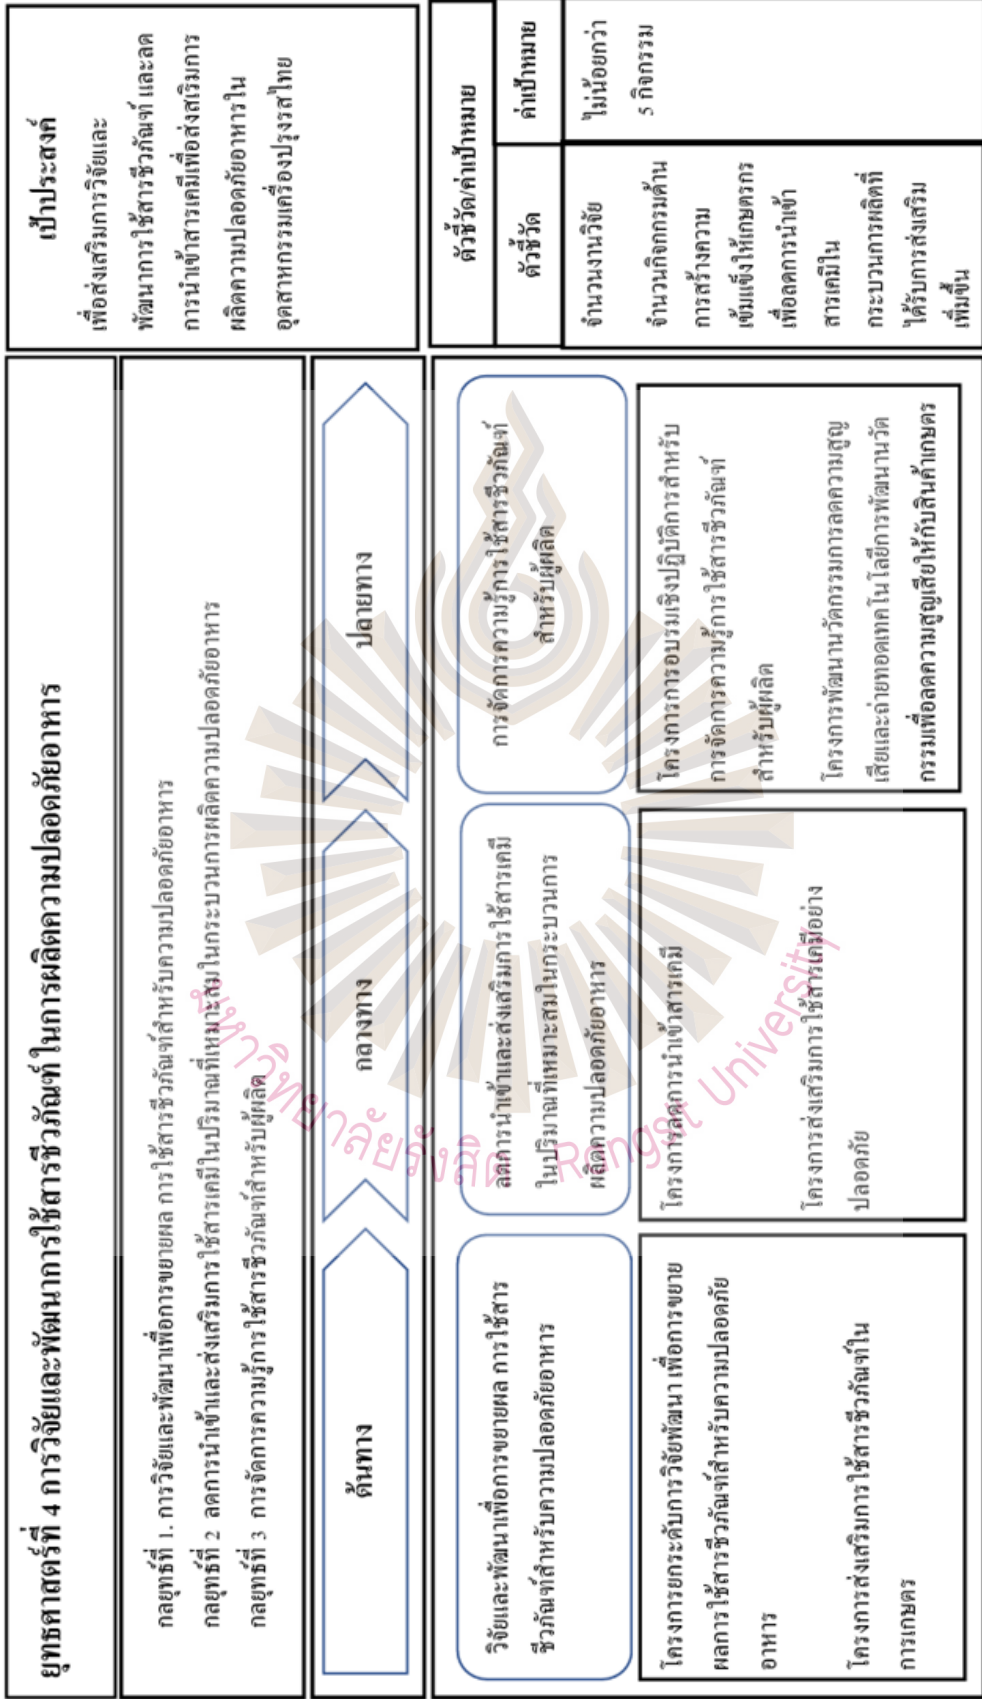 ยุทธศาสตร์ที่ 4 การวิจัยและพัฒนาการใช้สารชีวภัณฑ์ในการผลิตความปลอดภัยอาหาร
กลยุทธ์ที่ 1. การวิจัยและพัฒนาเพื่อการขยายผล การใช้สารชีวภัณฑ์สำหรับความปลอดภัยอาหาร
กลยุทธ์ที่ 2 ลดการนำเข้าและส่งเสริมการใช้สารเคมีในปริมาณที่เหมาะสมในกระบวนการผลิตความปลอดภัยอาหาร
กลยุทธ์ที่ 3 การจัดการความรู้การใช้สารชีวภัณฑ์สำหรับผู้ผลิต
เป้าประสงค์
เพื่อส่งเสริมการวิจัยและ
พัฒนาการใช้สารชีวภัณฑ์ และลด
การนำเข้าสารเคมีเพื่อส่งเสริมการ
ผลิตความปลอดภัยอาหารใน
อุตสาหกรรมเครื่องปรุงรสไทย
ต้นทาง
กลางทาง
ปลายทาง
วิจัยและพัฒนาเพื่อการขยายผล การใช้สาร
ชีวภัณฑ์สำหรับความปลอดภัยอาหาร
ลดการนำเข้าและส่งเสริมการใช้สารเคมี
ในปริมาณที่เหมาะสมในกระบวนการ
ผลิตความปลอดภัยอาหาร
การจัดการความรู้การใช้สารชีวภัณฑ์
สำหรับผู้ผลิต
โครงการยกระดับการวิจัยพัฒนา เพื่อการขยาย
ผลการใช้สารชีวภัณฑ์สำหรับความปลอดภัย
อาหาร
โครงการส่งเสริมการใช้สารชีวภัณฑ์ใน
การเกษตร
โครงการลดการนำเข้าสารเคมี
โครงการส่งเสริมการใช้สารเคมีอย่าง
ปลอดภัย
โครงการการอบรมเชิงปฏิบัติการสำหรับ
การจัดการความรู้การใช้สารชีวภัณฑ์
สำหรับผู้ผลิต
โครงการพัฒนานวัตกรรมการลดความสูญ
เสียและถ่ายทอดเทคโนโลยีการพัฒนานวัต
กรรมเพื่อลดความสูญเสียให้กับสินค้าเกษตร
ตัวชี้วัด/ค่าเป้าหมาย
ตัวชี้วัด
ค่าเป้าหมาย
จำนวนงานวิจัย
จำนวนกิจกกรมด้าน
การสร้างความ
เข้มแข็งให้เกษตรกร
เพื่อลดการนำเข้า
สารเคมีใน
กระบวนการผลิตที่
ได้รับการส่งเสริม
เพิ่มขึ้น
ไม่น้อยกว่า
5 กิจกรรม
มหาวิทยาลัยรังสิต Rangsit University